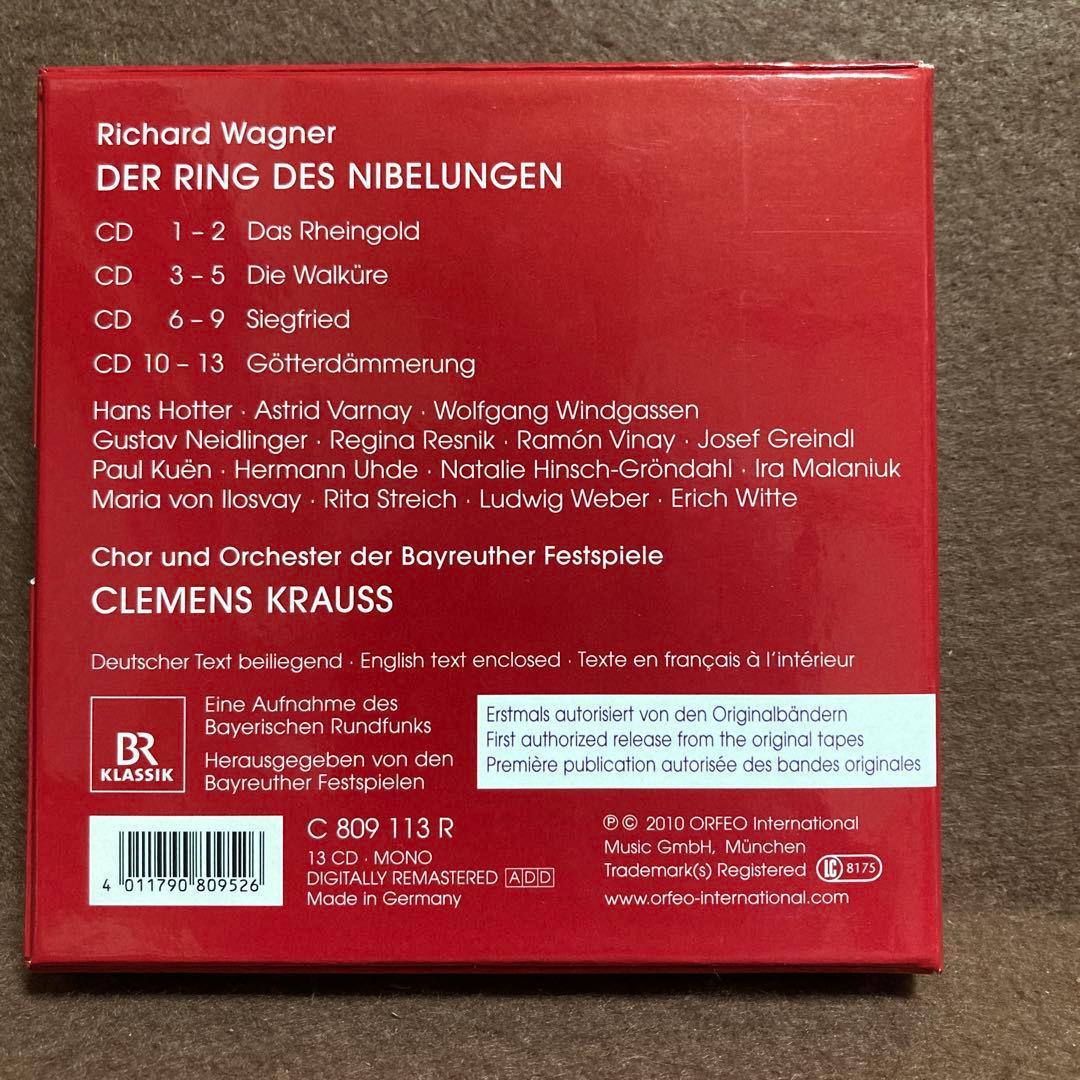 Richard Wagner
DER RING DES NIBELUNGEN
CD 1 – 2 Das Rheingold
CD 3 – 5 Die Walküre
CD 6 – 9 Siegfried
CD 10 – 13 Götterdämmerung
Hans Hotter · Astrid Varnay · Wolfgang Windgassen
Gustav Neidlinger · Regina Resnik · Ramón Vinay · Josef Greindl
Paul Kuën · Hermann Uhde · Natalie Hinsch-Gröndahl · Ira Malaniuk
Maria von Ilosvay · Rita Streich · Ludwig Weber · Erich Witte
Chor und Orchester der Bayreuther Festspiele
CLEMENS KRAUSS
Deutscher Text beiliegend · English text enclosed · Texte en français à l'intérieur
BR
KLASSIK
Eine Aufnahme des
Bayerischen Rundfunks
Herausgegeben von den
Bayreuther Festspielen
Erstmals autorisiert von den Originalbändern
First authorized release from the original tapes
Première publication autorisée des bandes originales
4 011790 809526
C 809 113 R
13 CD · MONO
DIGITALLY REMASTERED ADD
Made in Germany
℗ © 2010 ORFEO International
Music GmbH, München
Trademark(s) Registered LC 8175
www.orfeo-international.com